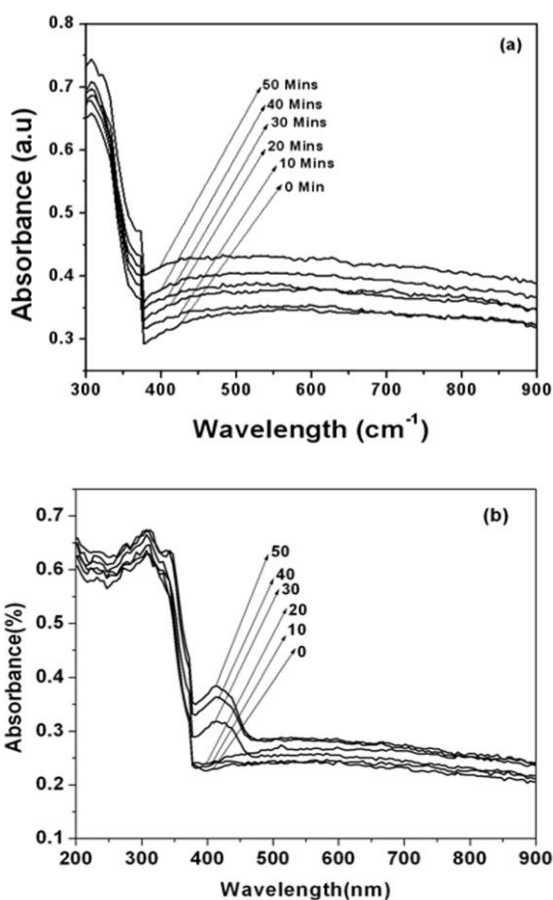 0.8
(a)
0.7
50 Mins
40 Mins
30 Mins
0.6
20 Mins
10 Mins
0 Min
0.5
0.4
0.3
Absorbance (a.u)
300 400 500 600 700 800 900
Wavelength (cm-1)
0.7
(b)
0.6
50
40
30
0.5
20
10
0
0.4
0.3
0.2
0.1
Absorbance(%)
200 300 400 500 600 700 800 900
Wavelength(nm)